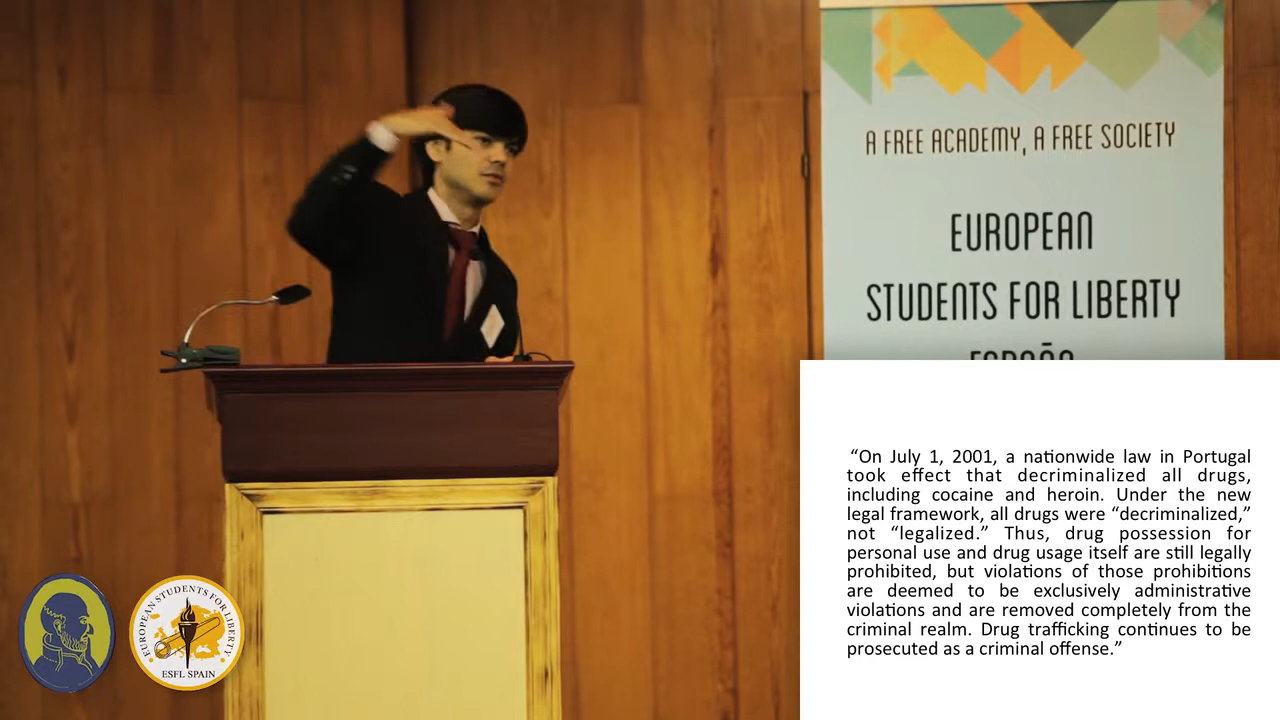 A FREE ACADEMY, A FREE SOCIETY
EUROPEAN
STUDENTS FOR LIBERTY
ESPAÑA
“On July 1, 2001, a nationwide law in Portugal
took effect that decriminalized all drugs,
including cocaine and heroin. Under the new
legal framework, all drugs were “decriminalized,”
not “legalized.” Thus, drug possession for
personal use and drug usage itself are still legally
prohibited, but violations of those prohibitions
are deemed to be exclusively administrative
violations and are removed completely from the
criminal realm. Drug trafficking continues to be
prosecuted as a criminal offense.”
EUROPEAN STUDENTS FOR LIBERTY
ESFL SPAIN